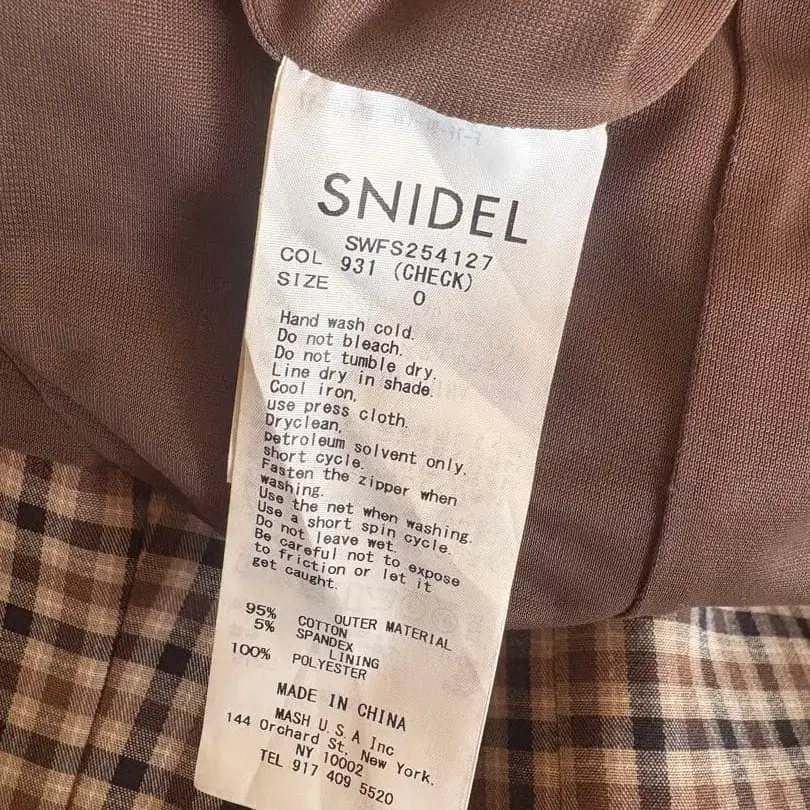 SNIDEL
SWFS254127
COL 931 (CHECK)
SIZE 0
Hand wash cold.
Do not bleach.
Do not tumble dry.
Line dry in shade.
Cool iron,
use press cloth.
Dryclean,
petroleum solvent only,
short cycle.
Fasten the zipper when
washing.
Use the net when washing.
Use a short spin cycle.
Do not leave wet.
Be careful not to expose
to friction or let it
get caught.
OUTER MATERIAL
95% COTTON
5% SPANDEX
LINING
100% POLYESTER
MADE IN CHINA
MASH U.S.A Inc
144 Orchard St, New York.
NY 10002
TEL 917 409 5520